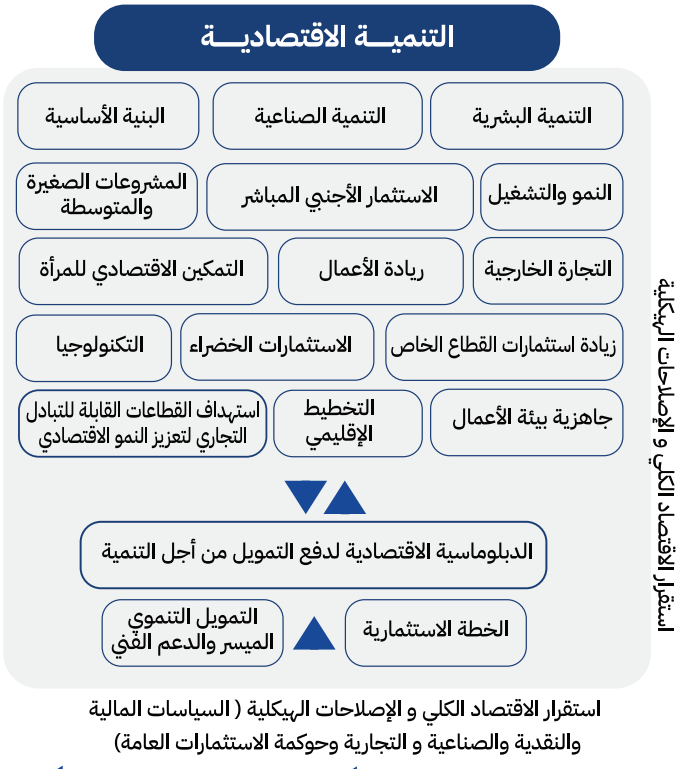 التنميـــة الاقتصاديـــة
التنمية البشرية
التنمية الصناعية
البنية الأساسية
النمو والتشغيل
الاستثمار الأجنبي المباشر
المشروعات الصغيرة
والمتوسطة
التجارة الخارجية
ريادة الأعمال
التمكين الاقتصادي للمرأة
زيادة استثمارات القطاع الخاص
الاستثمارات الخضراء
التكنولوجيا
جاهزية بيئة الأعمال
التخطيط
الإقليمي
استهداف القطاعات القابلة للتبادل
التجاري لتعزيز النمو الاقتصادي
الدبلوماسية الاقتصادية لدفع التمويل من أجل التنمية
الخطة الاستثمارية
التمويل التنموي
الميسر والدعم الفني
استقرار الاقتصاد الكلي و الإصلاحات الهيكلية
استقرار الاقتصاد الكلي و الإصلاحات الهيكلية ( السياسات المالية
والنقدية والصناعية و التجارية وحوكمة الاستثمارات العامة)